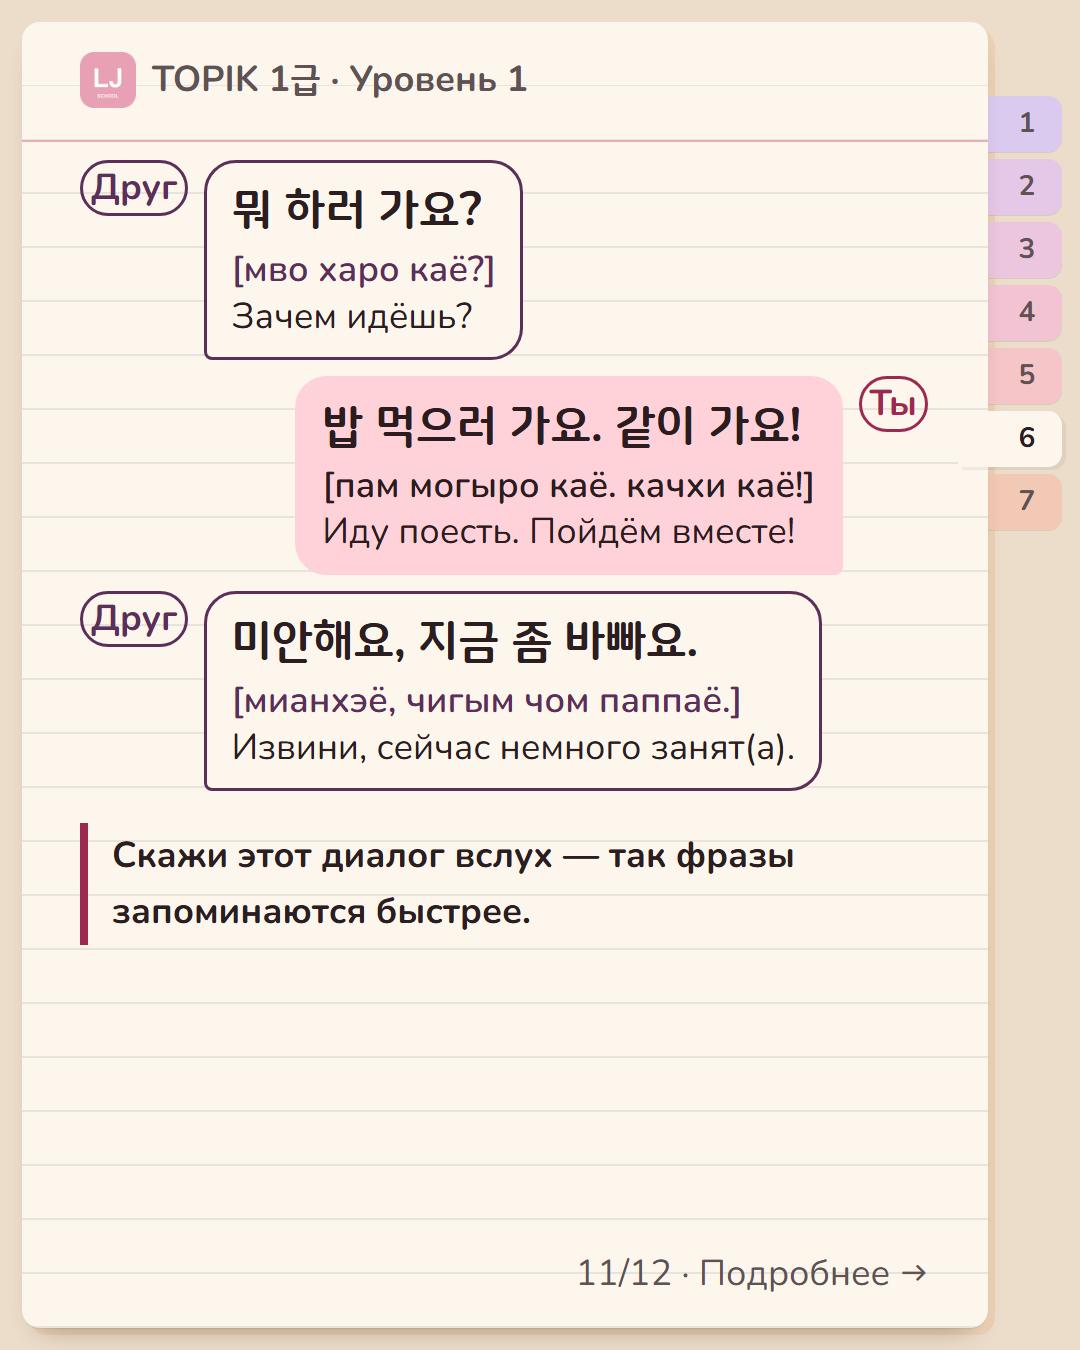 LJ
SCHOOL
TOPIK 1급 · Уровень 1
1
2
3
4
5
6
7
Друг
뭐 하러 가요?
[мво харо каё?]
Зачем идёшь?
Ты
밥 먹으러 가요. 같이 가요!
[пам могыро каё. качхи каё!]
Иду поесть. Пойдём вместе!
Друг
미안해요, 지금 좀 바빠요.
[мианхэё, чигым чом паппаё.]
Извини, сейчас немного занят(а).
Скажи этот диалог вслух — так фразы
запоминаются быстрее.
11/12 · Подробнее →